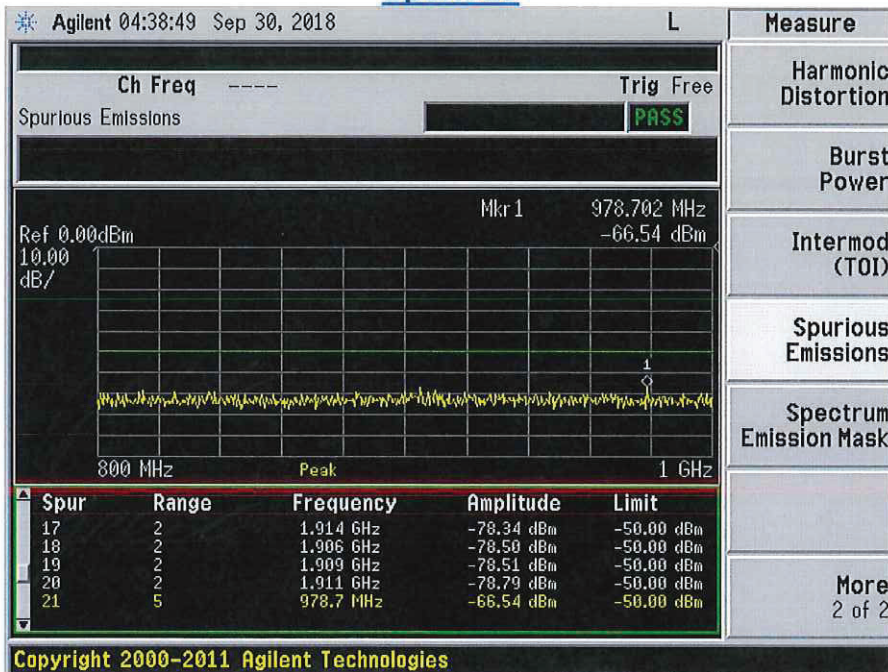 Agilent 04:38:49 Sep 30, 2018 L
Measure
Ch Freq ---- Trig Free
Spurious Emissions PASS
Harmonic
Distortion
Burst
Power
Intermod
(TOI)
Spurious
Emissions
Spectrum
Emission Mask
More
2 of 2
Mkr1 978.702 MHz
Ref 0.00dBm -66.54 dBm
10.00
dB/
1
800 MHz Peak 1 GHz
Spur Range Frequency Amplitude Limit
17 2 1.914 GHz -78.34 dBm -50.00 dBm
18 2 1.906 GHz -78.50 dBm -50.00 dBm
19 2 1.909 GHz -78.51 dBm -50.00 dBm
20 2 1.911 GHz -78.79 dBm -50.00 dBm
21 5 978.7 MHz -66.54 dBm -50.00 dBm
Copyright 2000-2011 Agilent Technologies